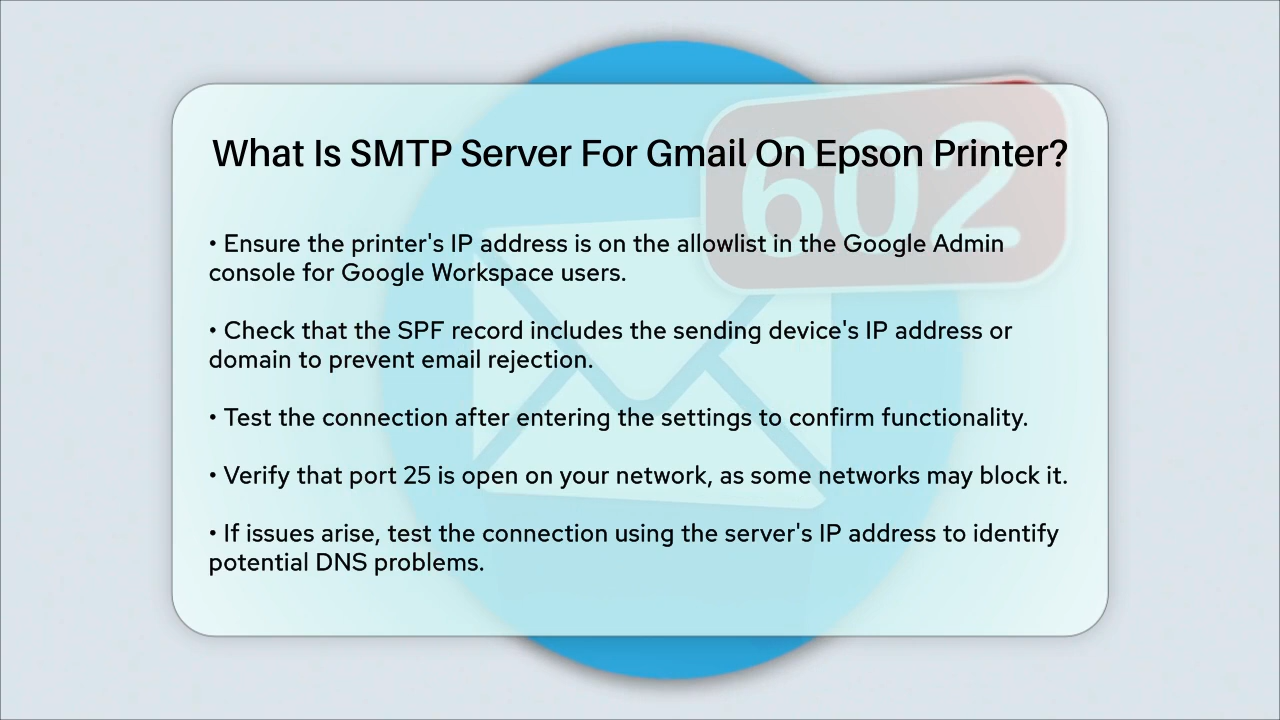 What Is SMTP Server For Gmail On Epson Printer?
602
• Ensure the printer's IP address is on the allowlist in the Google Admin
console for Google Workspace users.
• Check that the SPF record includes the sending device's IP address or
domain to prevent email rejection.
• Test the connection after entering the settings to confirm functionality.
• Verify that port 25 is open on your network, as some networks may block it.
• If issues arise, test the connection using the server's IP address to identify
potential DNS problems.